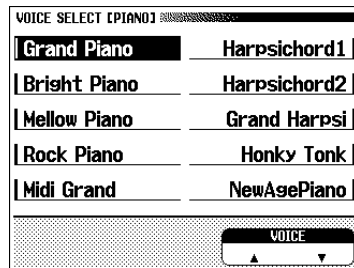 VOICE SELECT [PIANO]
Grand Piano Harpsichord1
Bright Piano Harpsichord2
Mellow Piano Grand Harpsi
Rock Piano Honky Tonk
Midi Grand NewAgePiano
VOICE
▲ ▼